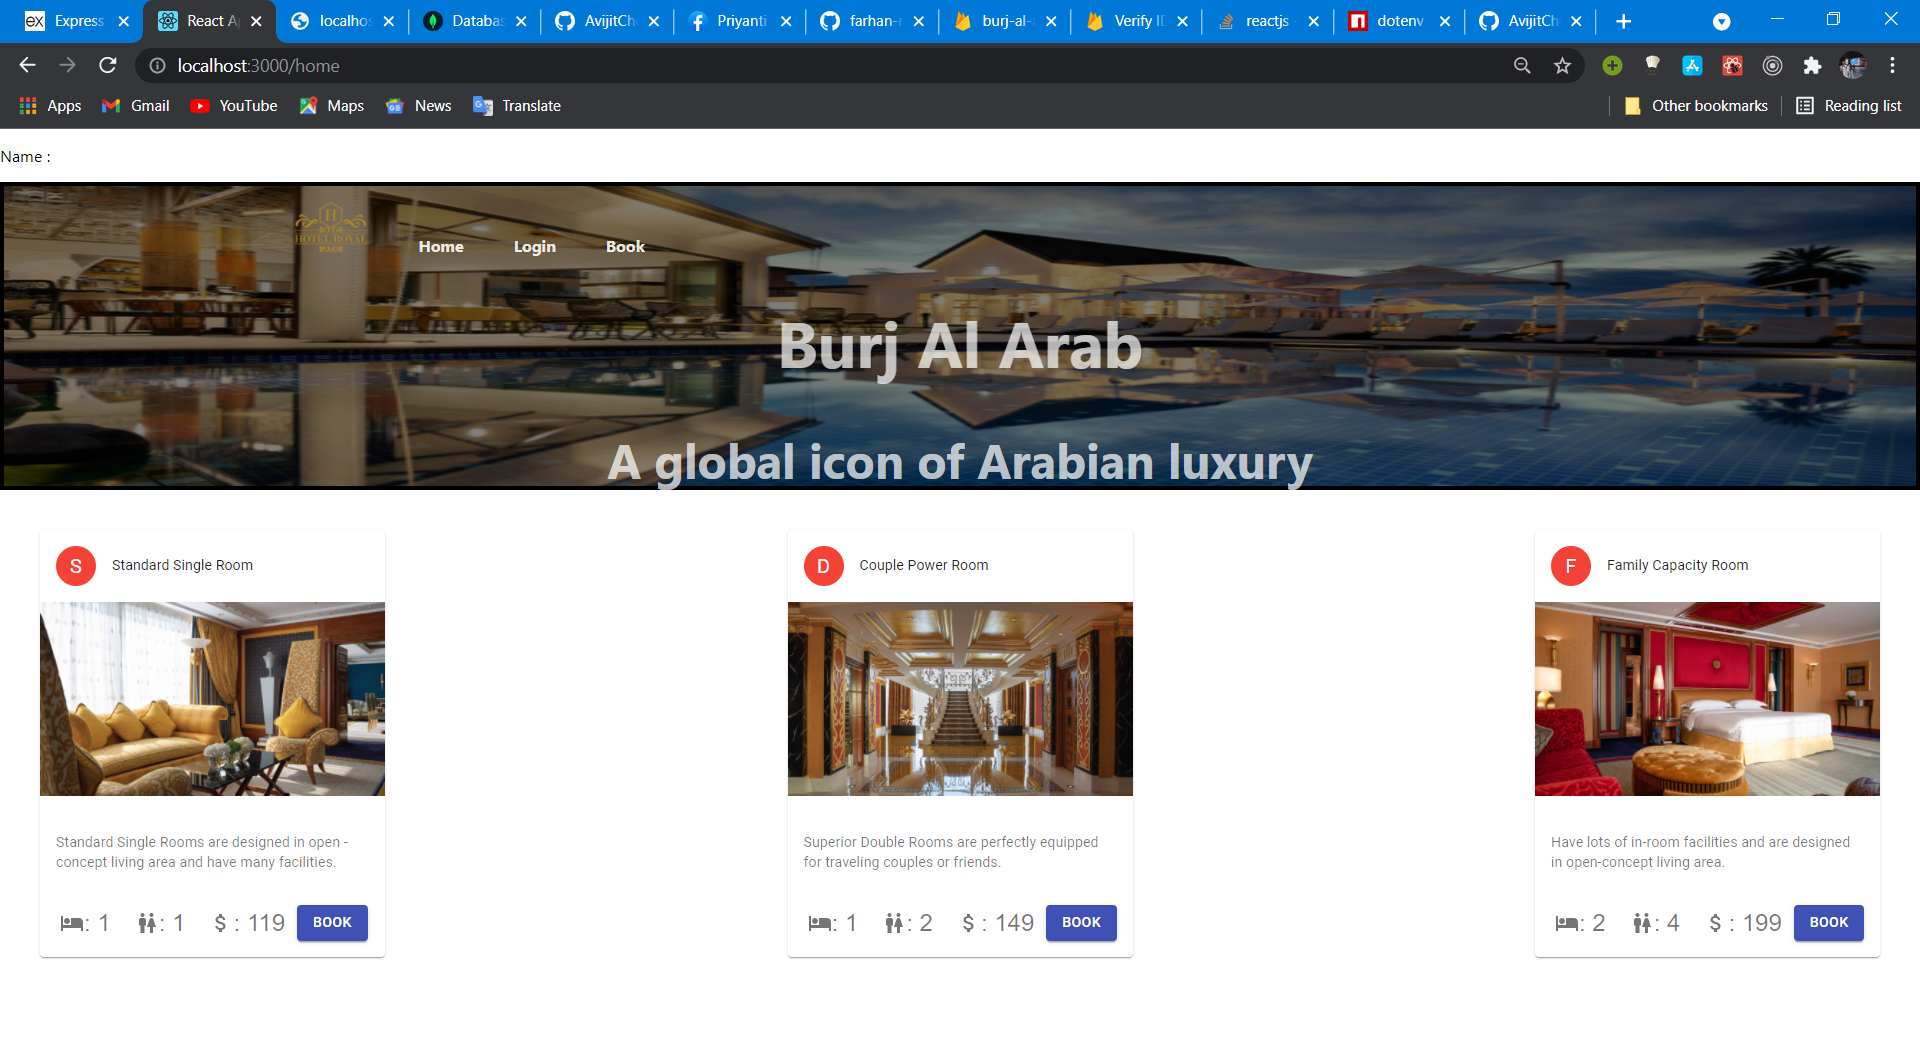 Express
React A
localhos
Databas
AvijitCh
Priyanti
farhan-r
burj-al-a
Verify ID
reactjs -
dotenv
AvijitCh
localhost:3000/home
Apps
Gmail
YouTube
Maps
News
Translate
Other bookmarks
Reading list
Name :
H
HOTEL ROYAL
Home
Login
Book
Burj Al Arab
A global icon of Arabian luxury
S
Standard Single Room
Standard Single Rooms are designed in open -
concept living area and have many facilities.
: 1
: 1
$ : 119
BOOK
D
Couple Power Room
Superior Double Rooms are perfectly equipped
for traveling couples or friends.
: 1
: 2
$ : 149
BOOK
F
Family Capacity Room
Have lots of in-room facilities and are designed
in open-concept living area.
: 2
: 4
$ : 199
BOOK